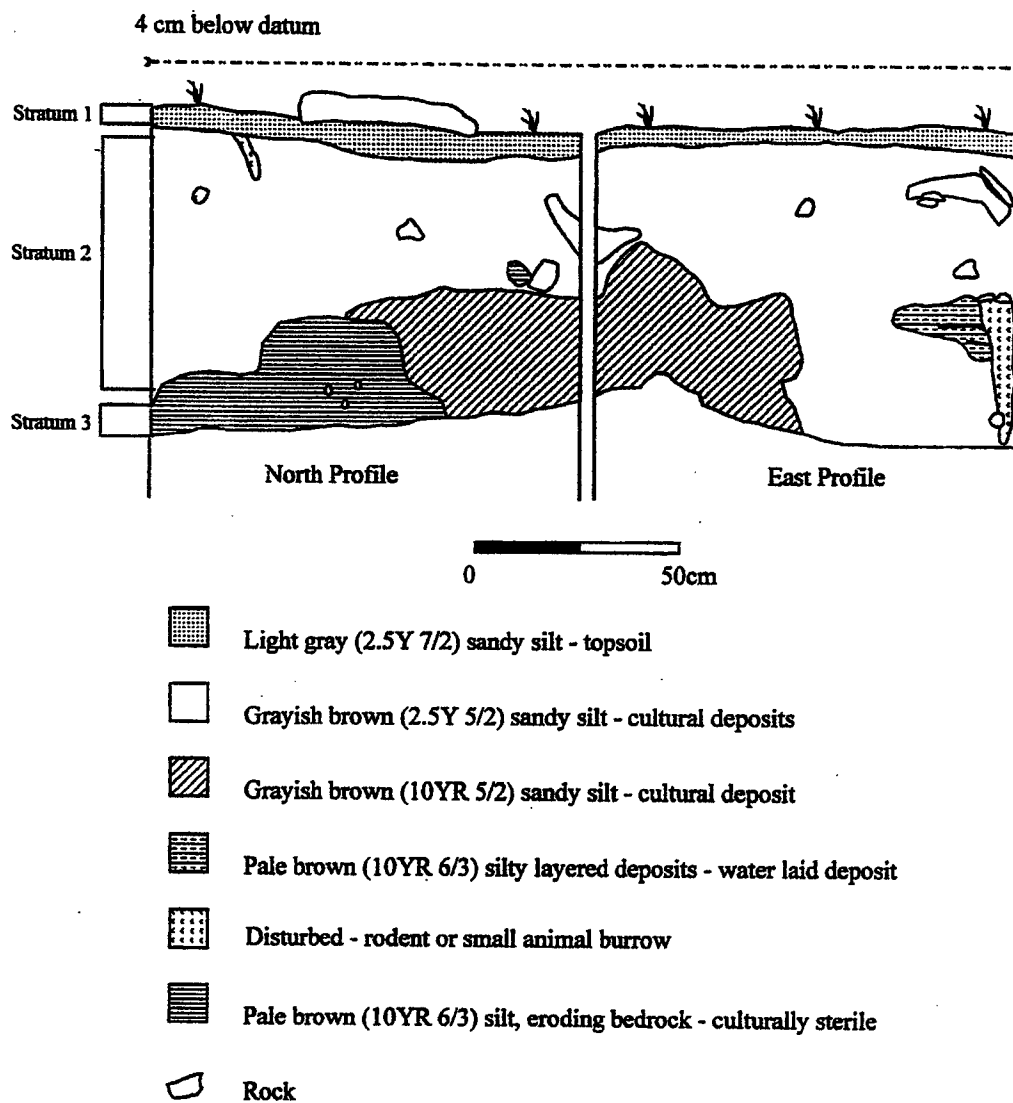 4 cm below datum
Stratum 1
Stratum 2
Stratum 3
North Profile
East Profile
0
50cm
Light gray (2.5Y 7/2) sandy silt - topsoil
Grayish brown (2.5Y 5/2) sandy silt - cultural deposits
Grayish brown (10YR 5/2) sandy silt - cultural deposit
Pale brown (10YR 6/3) silty layered deposits - water laid deposit
Disturbed - rodent or small animal burrow
Pale brown (10YR 6/3) silt, eroding bedrock - culturally sterile
Rock